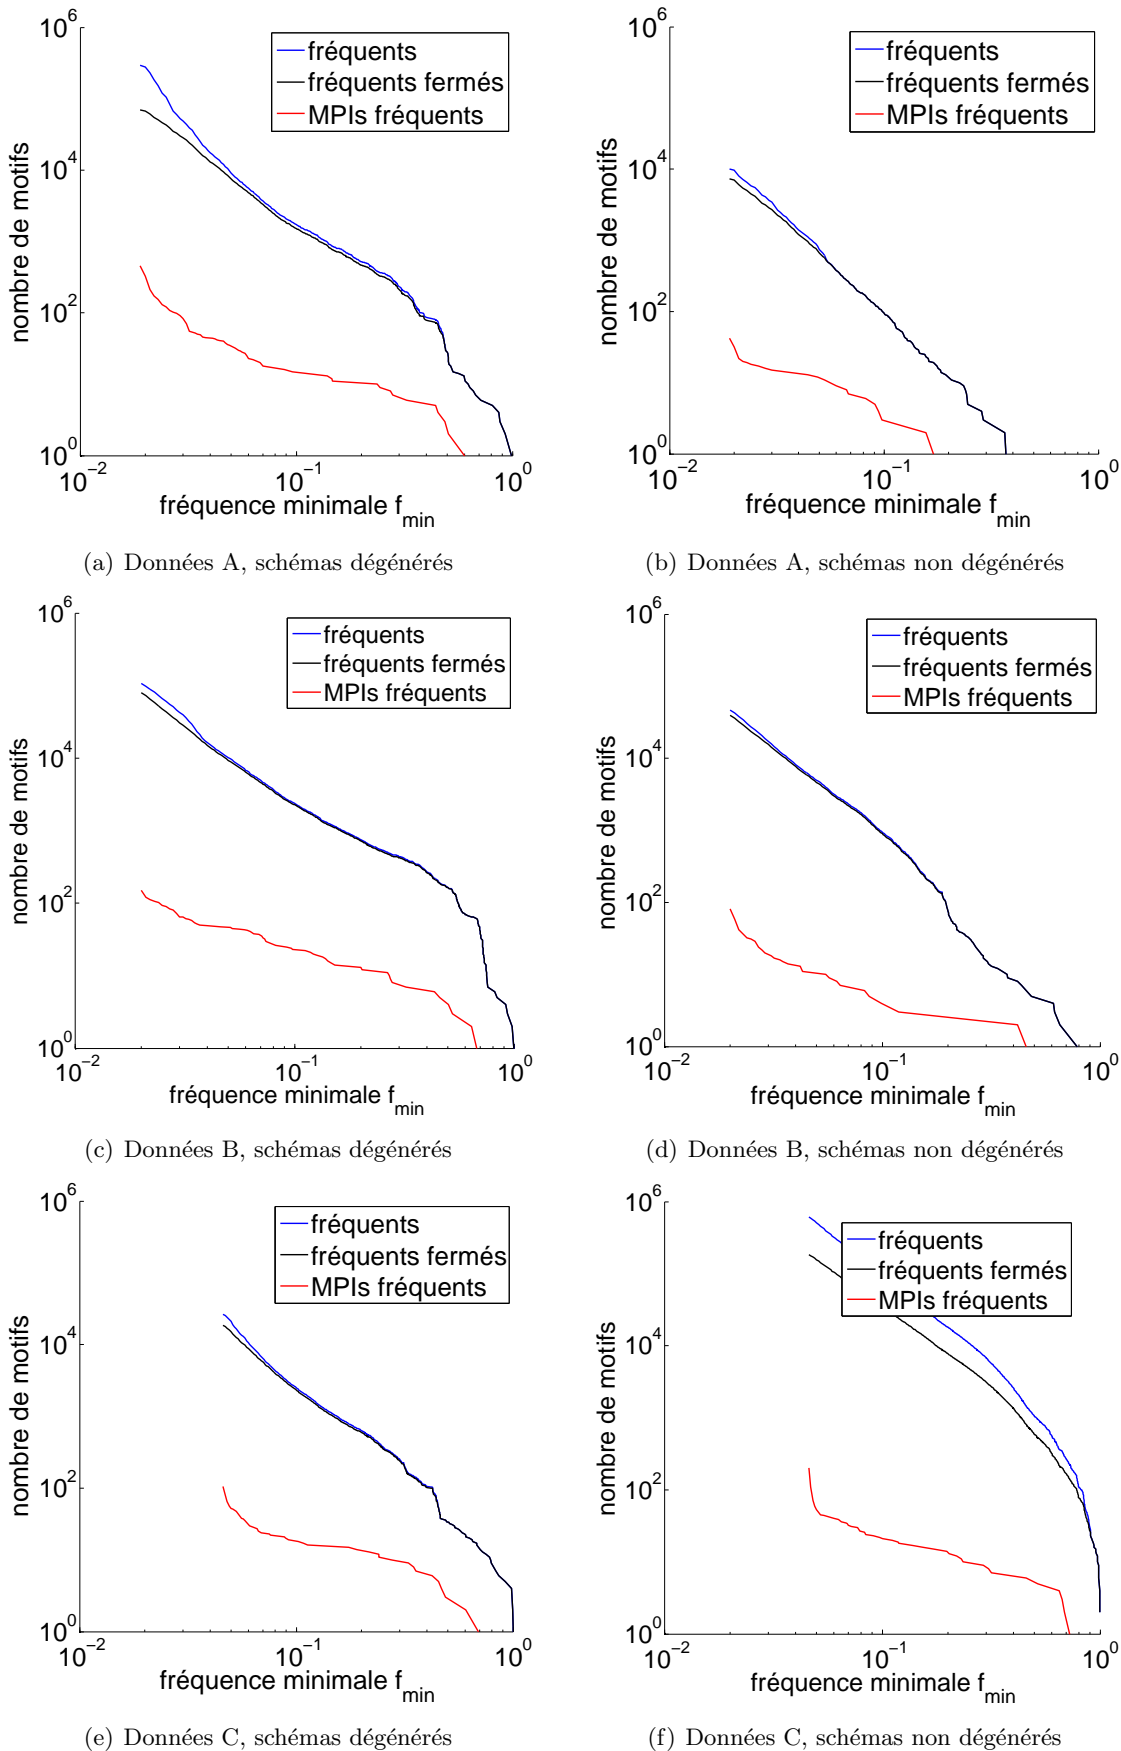 10^6
10^4
10^2
10^0
nombre de motifs
fréquents
fréquents fermés
MPIs fréquents
10^−2 10^−1 10^0
fréquence minimale f_min
(a) Données A, schémas dégénérés
10^6
10^4
10^2
10^0
nombre de motifs
fréquents
fréquents fermés
MPIs fréquents
10^−2 10^−1 10^0
fréquence minimale f_min
(b) Données A, schémas non dégénérés
10^6
10^4
10^2
10^0
nombre de motifs
fréquents
fréquents fermés
MPIs fréquents
10^−2 10^−1 10^0
fréquence minimale f_min
(c) Données B, schémas dégénérés
10^6
10^4
10^2
10^0
nombre de motifs
fréquents
fréquents fermés
MPIs fréquents
10^−2 10^−1 10^0
fréquence minimale f_min
(d) Données B, schémas non dégénérés
10^6
10^4
10^2
10^0
nombre de motifs
fréquents
fréquents fermés
MPIs fréquents
10^−2 10^−1 10^0
fréquence minimale f_min
(e) Données C, schémas dégénérés
10^6
10^4
10^2
10^0
nombre de motifs
fréquents
fréquents fermés
MPIs fréquents
10^−2 10^−1 10^0
fréquence minimale f_min
(f) Données C, schémas non dégénérés